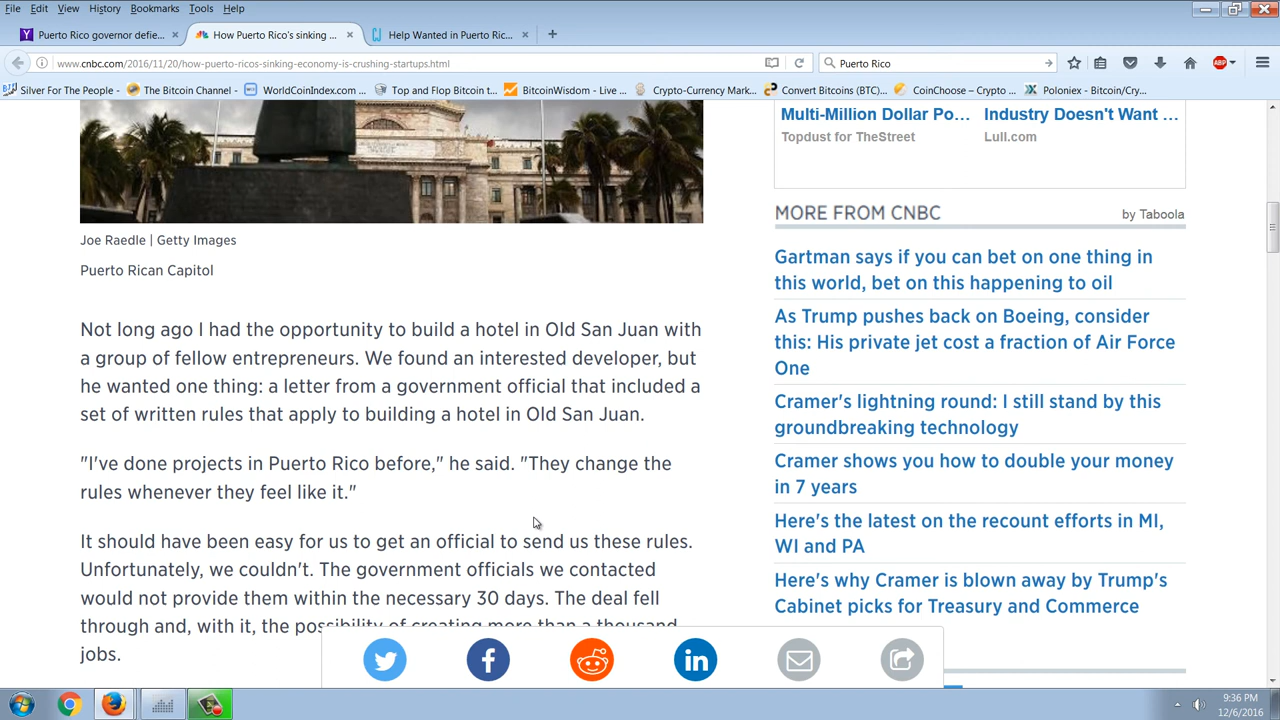 File Edit View History Bookmarks Tools Help
Puerto Rico governor defie...
How Puerto Rico's sinking ...
Help Wanted in Puerto Ric...
www.cnbc.com/2016/11/20/how-puerto-ricos-sinking-economy-is-crushing-startups.html
Puerto Rico
Silver For The People -
The Bitcoin Channel -
WorldCoinIndex.com ...
Top and Flop Bitcoin t...
BitcoinWisdom - Live ...
Crypto-Currency Mark...
Convert Bitcoins (BTC)...
CoinChoose – Crypto ...
Poloniex - Bitcoin/Cry...
Joe Raedle | Getty Images
Puerto Rican Capitol
Not long ago I had the opportunity to build a hotel in Old San Juan with
a group of fellow entrepreneurs. We found an interested developer, but
he wanted one thing: a letter from a government official that included a
set of written rules that apply to building a hotel in Old San Juan.
"I've done projects in Puerto Rico before," he said. "They change the
rules whenever they feel like it."
It should have been easy for us to get an official to send us these rules.
Unfortunately, we couldn't. The government officials we contacted
would not provide them within the necessary 30 days. The deal fell
through and, with it, the possibility of creating more than a thousand
jobs.
Multi-Million Dollar Po...
Topdust for TheStreet
Industry Doesn't Want ...
Lull.com
MORE FROM CNBC
by Taboola
Gartman says if you can bet on one thing in
this world, bet on this happening to oil
As Trump pushes back on Boeing, consider
this: His private jet cost a fraction of Air Force
One
Cramer's lightning round: I still stand by this
groundbreaking technology
Cramer shows you how to double your money
in 7 years
Here's the latest on the recount efforts in MI,
WI and PA
Here's why Cramer is blown away by Trump's
Cabinet picks for Treasury and Commerce
in
9:36 PM
12/6/2016